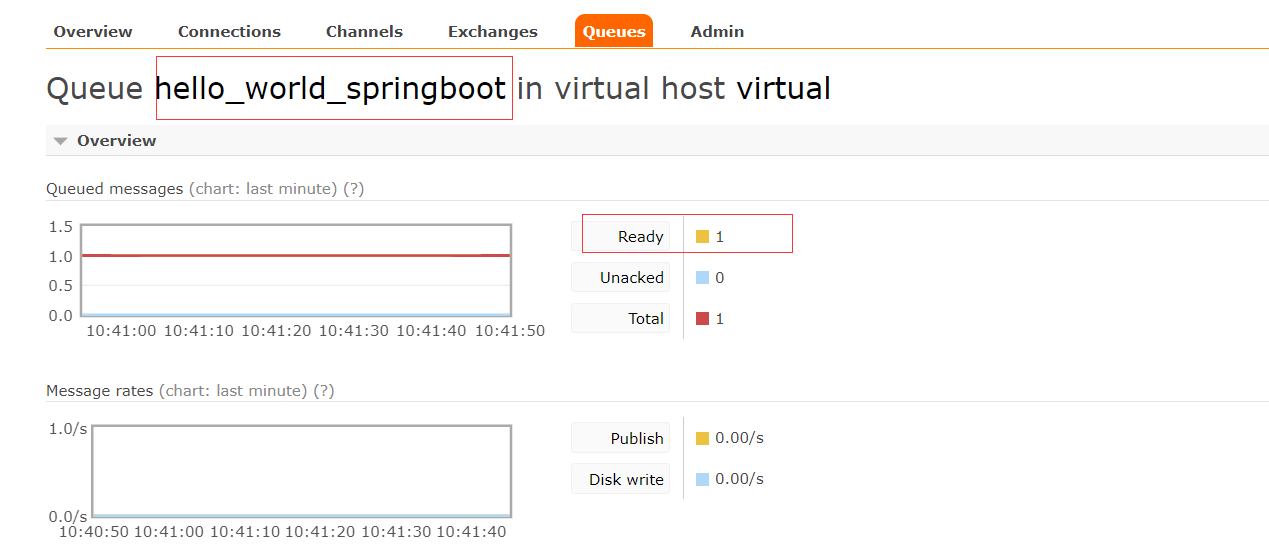 Overview Connections Channels Exchanges Queues Admin
Queue hello_world_springboot in virtual host virtual
Overview
Queued messages (chart: last minute) (?)
1.5
1.0
0.5
0.0
10:41:00 10:41:10 10:41:20 10:41:30 10:41:40 10:41:50
Ready 1
Unacked 0
Total 1
Message rates (chart: last minute) (?)
1.0/s
0.0/s
10:40:50 10:41:00 10:41:10 10:41:20 10:41:30 10:41:40
Publish 0.00/s
Disk write 0.00/s